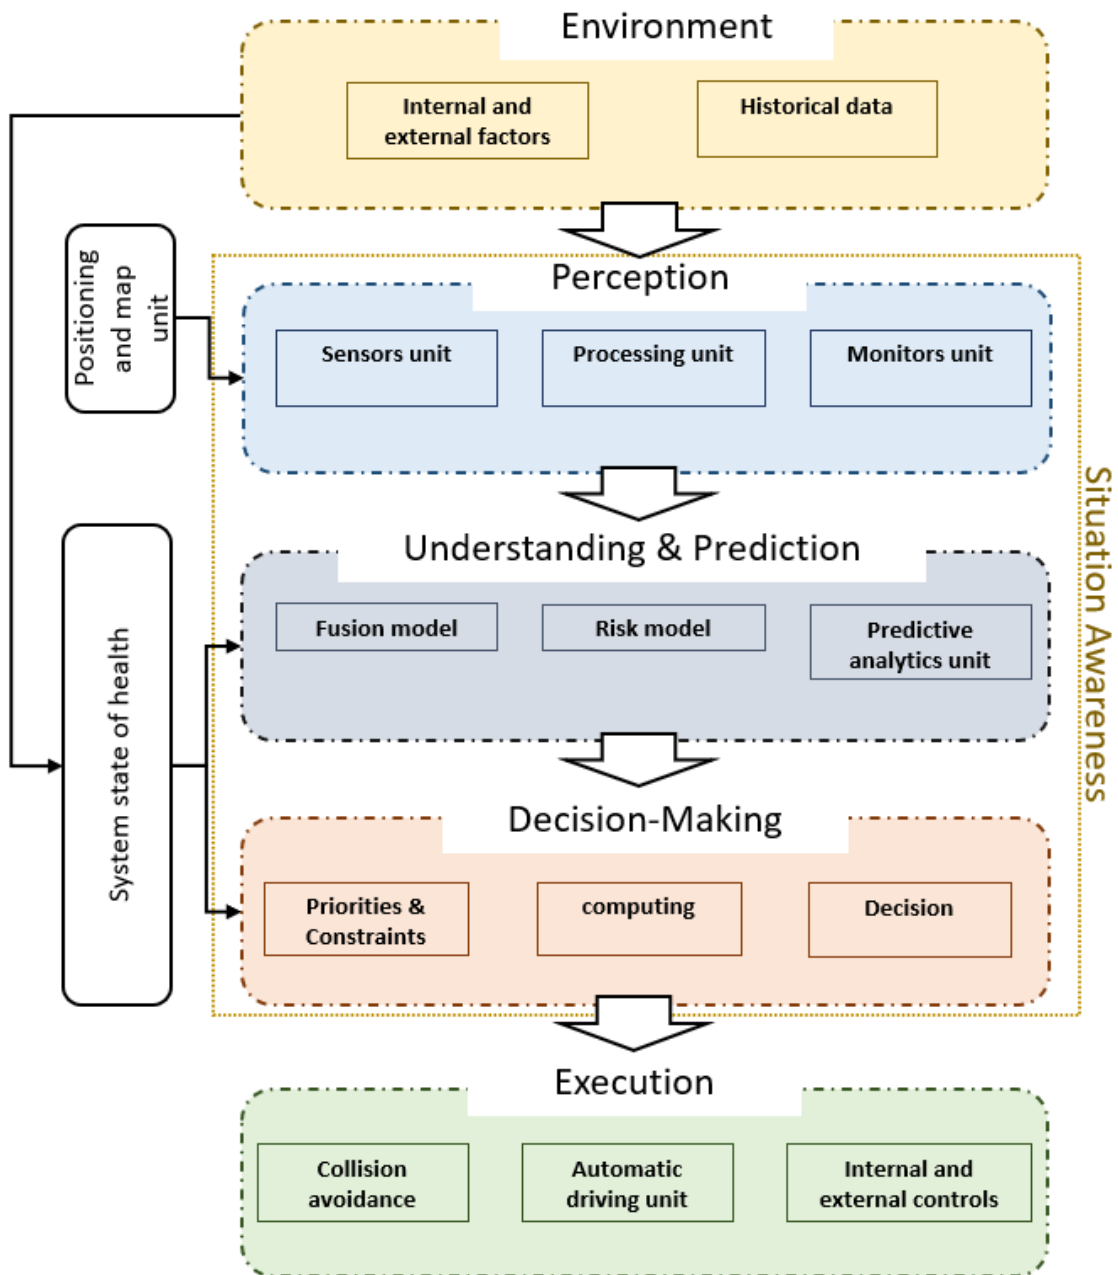 Environment
Internal and
external factors
Historical data
Positioning
and map
unit
Perception
Sensors unit
Processing unit
Monitors unit
Situation Awareness
Understanding & Prediction
Fusion model
Risk model
Predictive
analytics unit
System state of health
Decision-Making
Priorities &
Constraints
computing
Decision
Execution
Collision
avoidance
Automatic
driving unit
Internal and
external controls